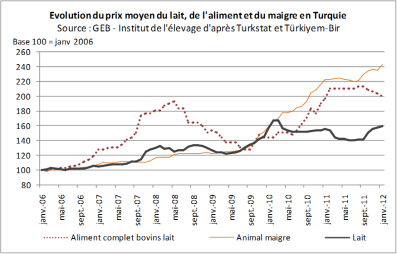 Evolution du prix moyen du lait, de l'aliment et du maigre en Turquie
Source : GEB - Institut de l'élevage d'après Turkstat et Türkiyem-Bir
Base 100 = janv 2006
260
240
220
200
180
160
140
120
100
80
janv.-06 mai-06 sept.-06 janv.-07 mai-07 sept.-07 janv.-08 mai-08 sept.-08 janv.-09 mai-09 sept.-09 janv.-10 mai-10 sept.-10 janv.-11 mai-11 sept.-11 janv.-12
Aliment complet bovins lait Animal maigre Lait